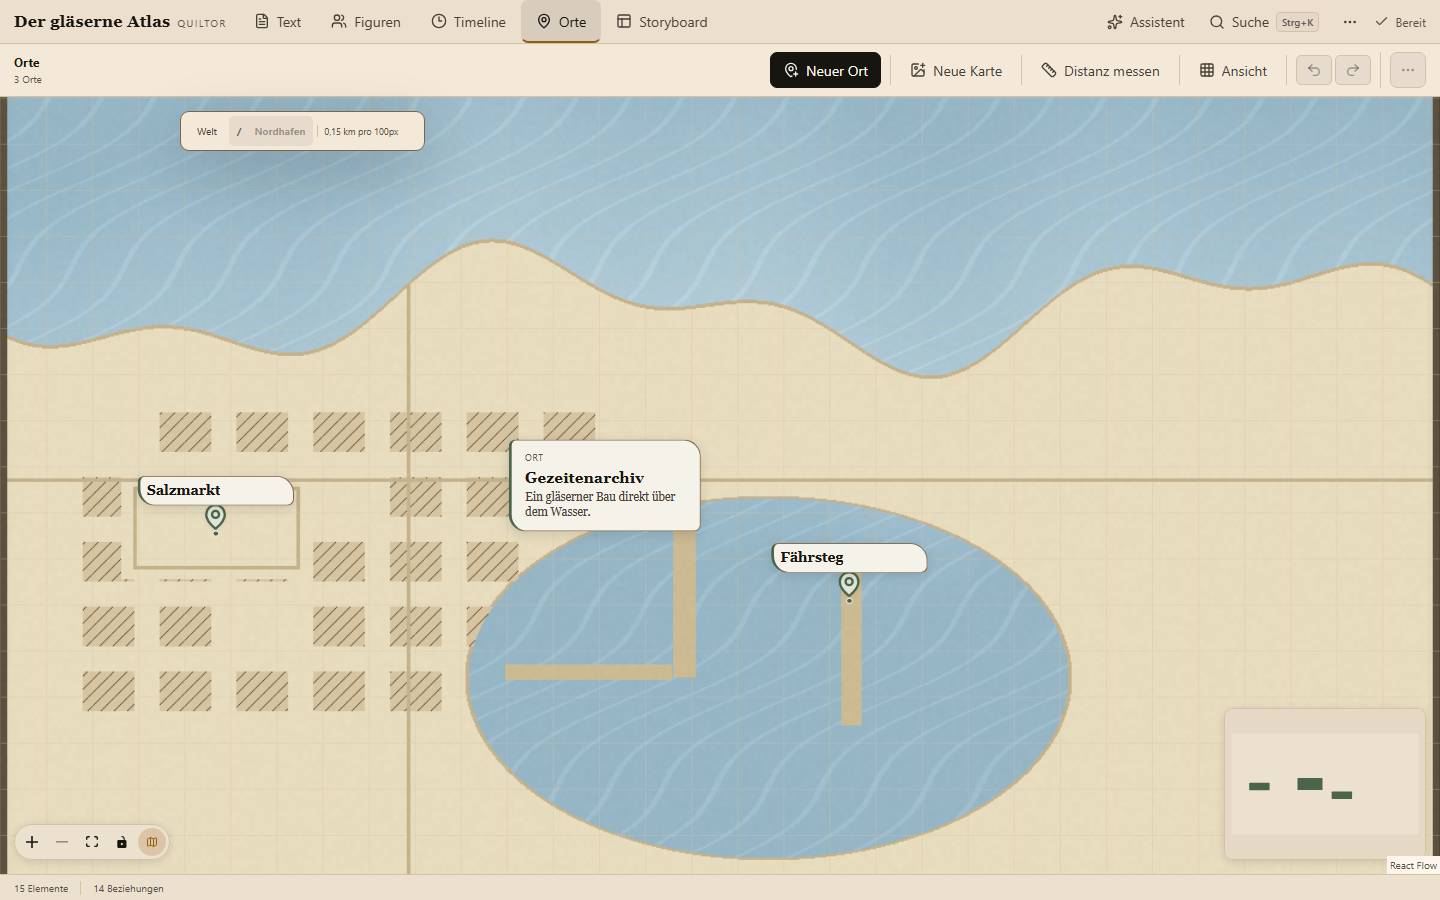 Der gläserne Atlas QUILTOR Text Figuren Timeline Orte Storyboard Assistent Suche Strg+K Bereit
Orte
3 Orte
Neuer Ort Neue Karte Distanz messen Ansicht
Welt / Nordhafen 0,15 km pro 100px
ORT
Gezeitenarchiv
Ein gläserner Bau direkt über
dem Wasser.
Salzmarkt
Fährsteg
React Flow
15 Elemente 14 Beziehungen